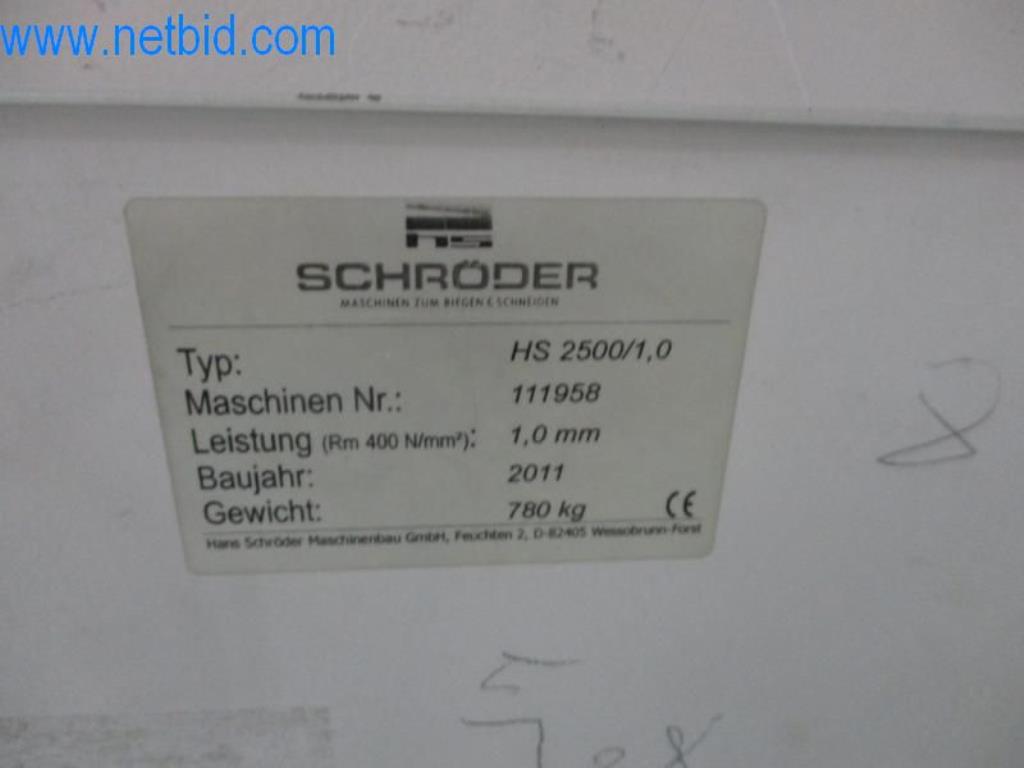 www.netbid.com
HS
SCHRÖDER
MASCHINEN ZUM BIEGEN & SCHNEIDEN
Typ: HS 2500/1,0
Maschinen Nr.: 111958
Leistung (Rm 400 N/mm²): 1,0 mm
Baujahr: 2011
Gewicht: 780 kg CE
Hans Schröder Maschinenbau GmbH, Feuchten 2, D-82405 Wessobrunn-Forst
8